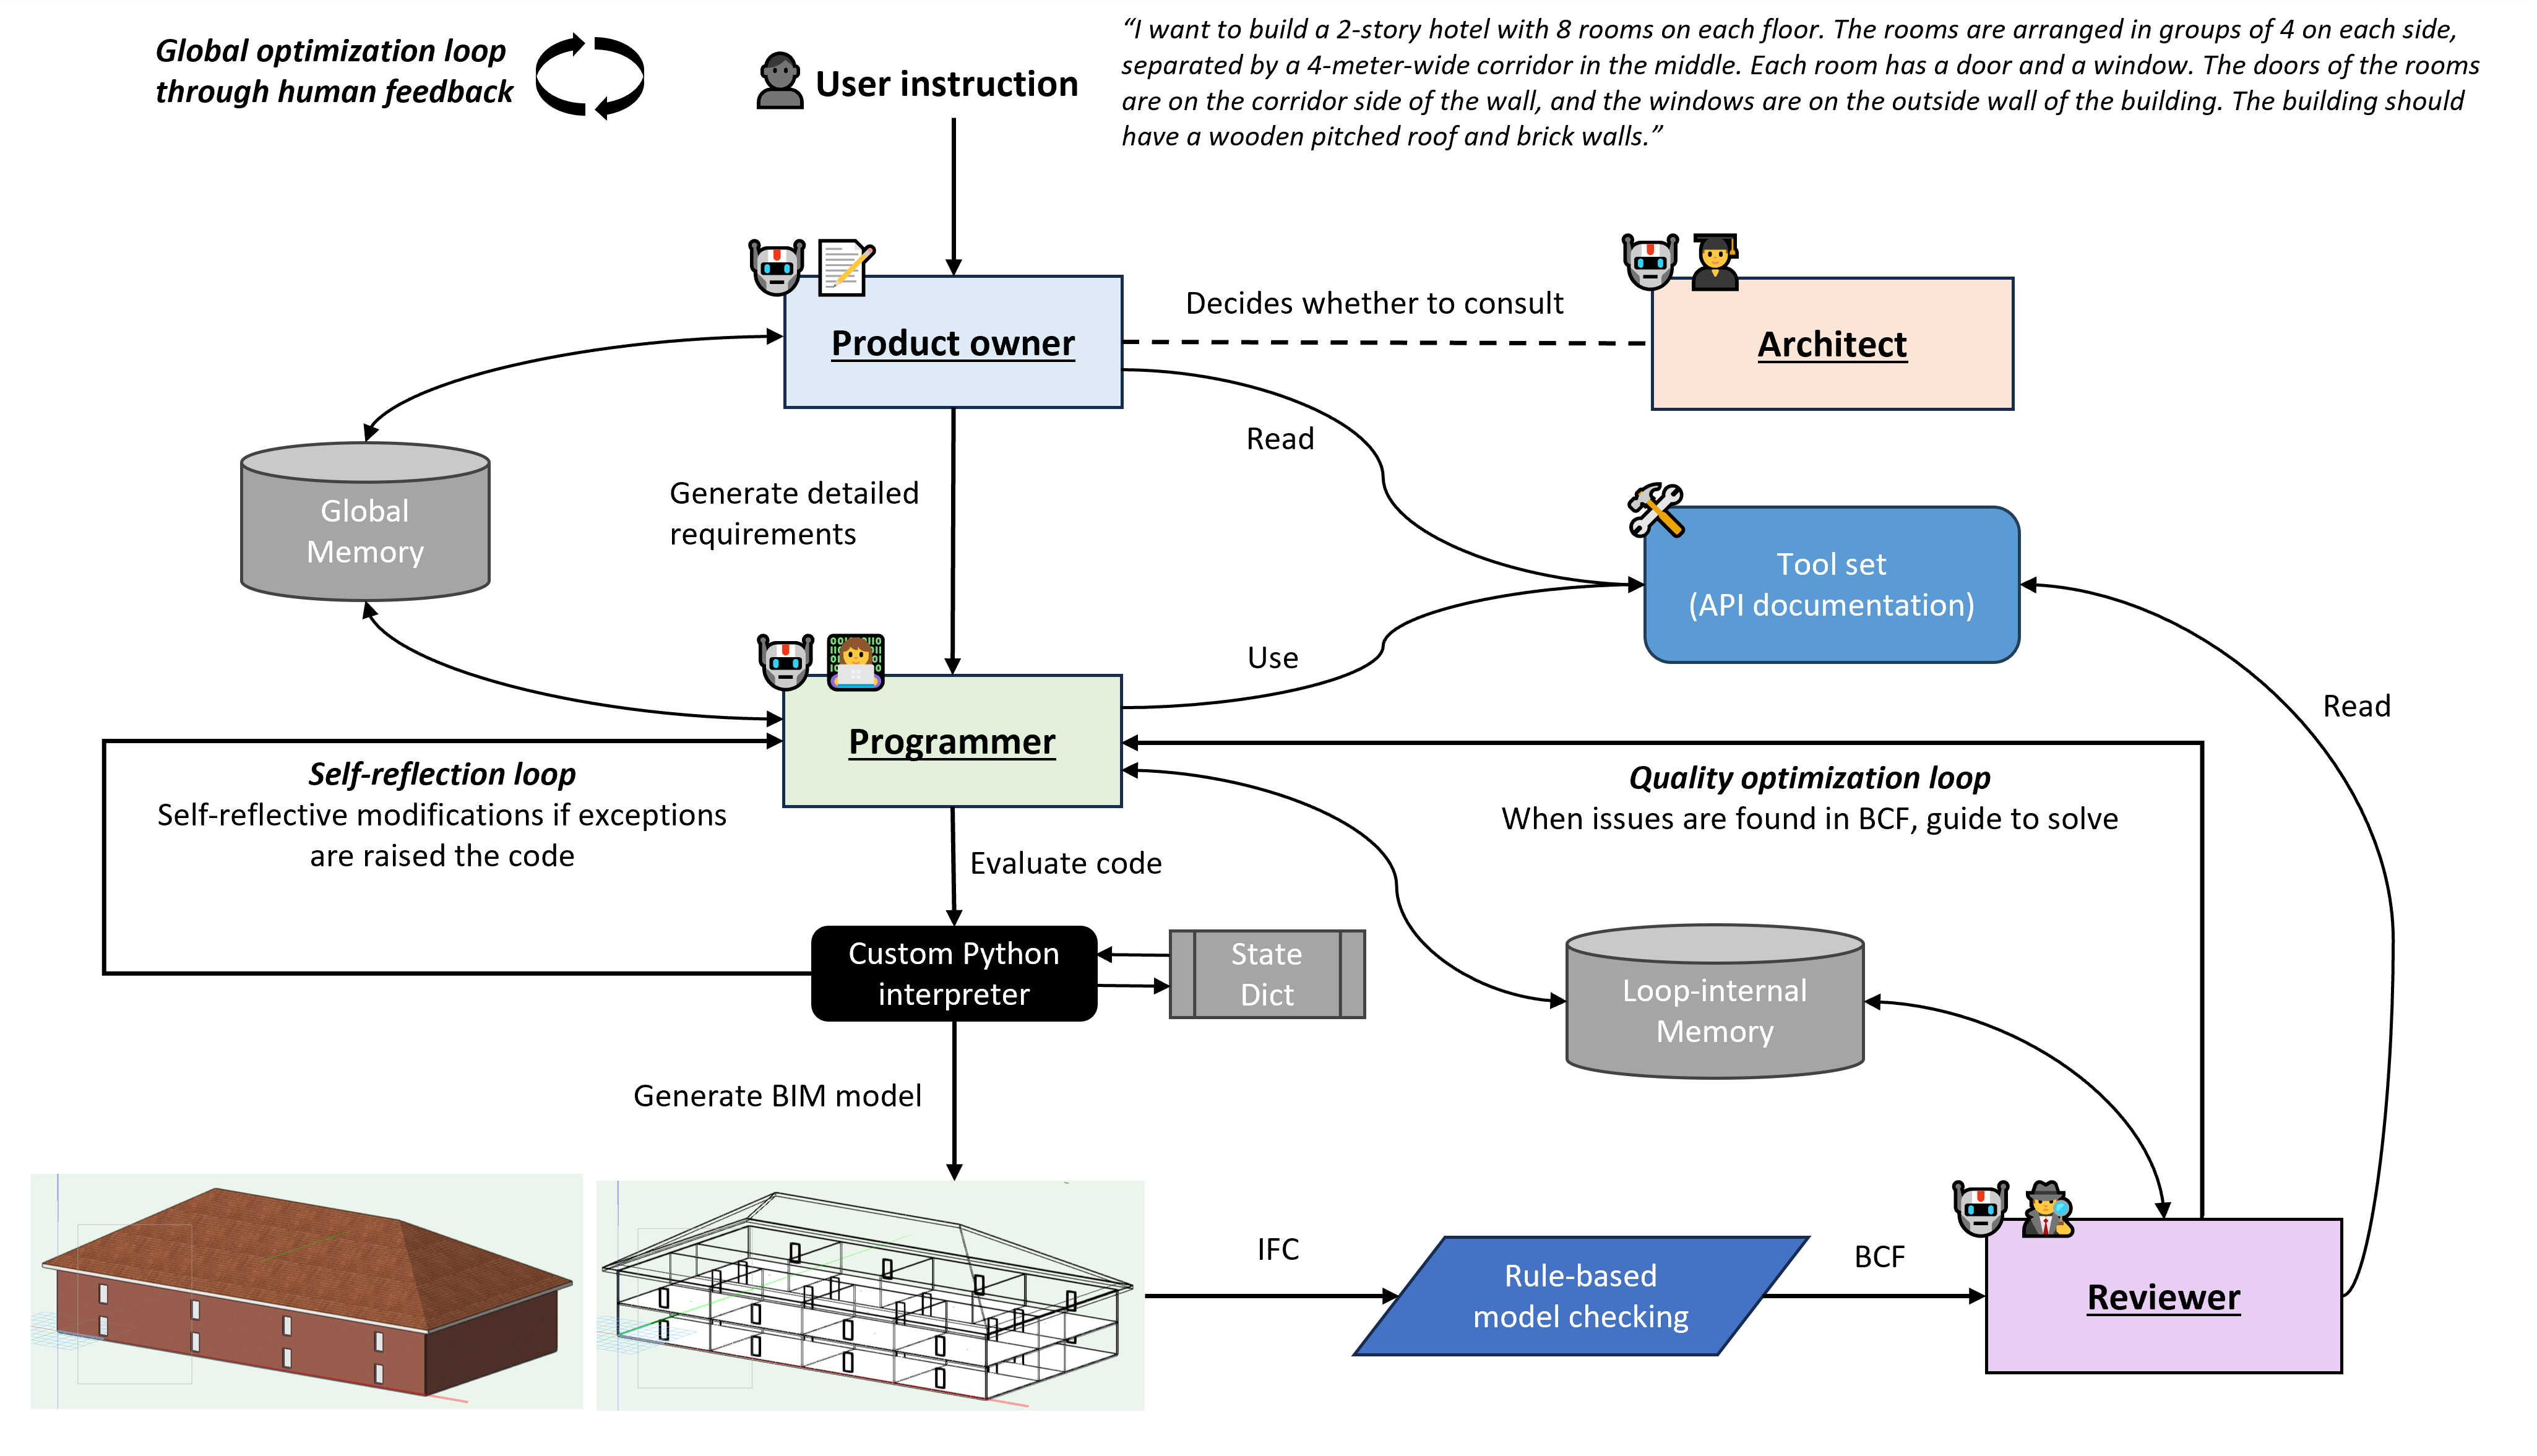 Global optimization loop
through human feedback
User instruction
“I want to build a 2-story hotel with 8 rooms on each floor. The rooms are arranged in groups of 4 on each side,
separated by a 4-meter-wide corridor in the middle. Each room has a door and a window. The doors of the rooms
are on the corridor side of the wall, and the windows are on the outside wall of the building. The building should
have a wooden pitched roof and brick walls.”
Product owner
Decides whether to consult
Architect
Read
Global
Memory
Generate detailed
requirements
Tool set
(API documentation)
Use
Read
Programmer
Self-reflection loop
Self-reflective modifications if exceptions
are raised the code
Quality optimization loop
When issues are found in BCF, guide to solve
Evaluate code
Custom Python
interpreter
State
Dict
Loop-internal
Memory
Generate BIM model
IFC
Rule-based
model checking
BCF
Reviewer